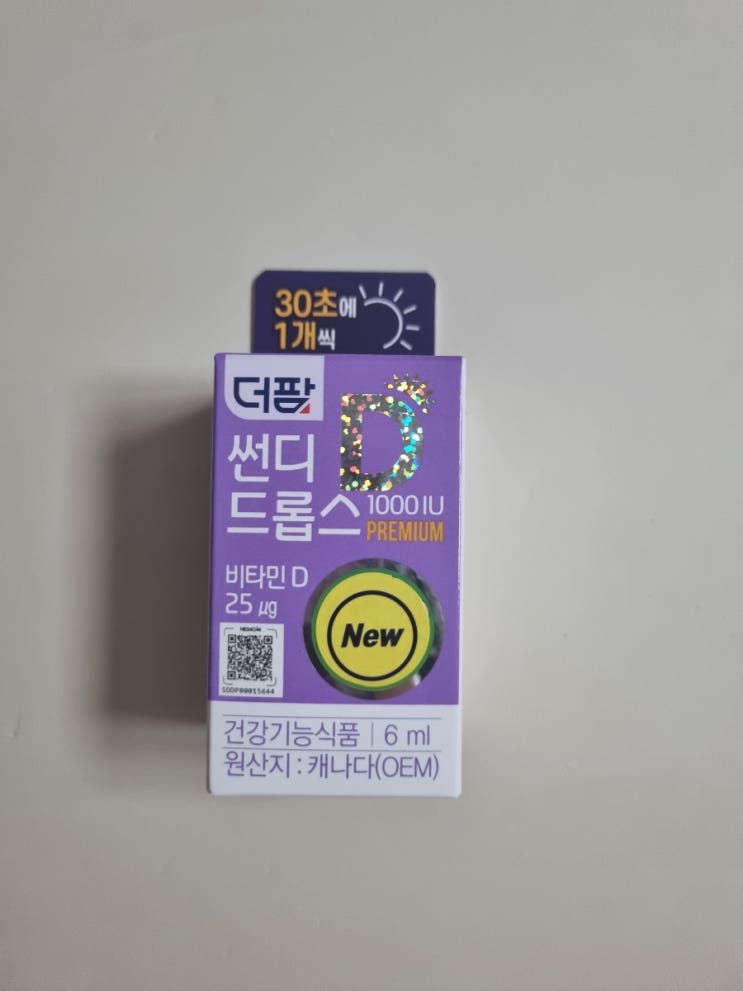 30초에
1개씩
더팜
D
썬디
드롭스 1000 IU
PREMIUM
비타민 D
25 μg
New
SDDP00015644
건강기능식품 | 6 ml
원산지 : 캐나다(OEM)